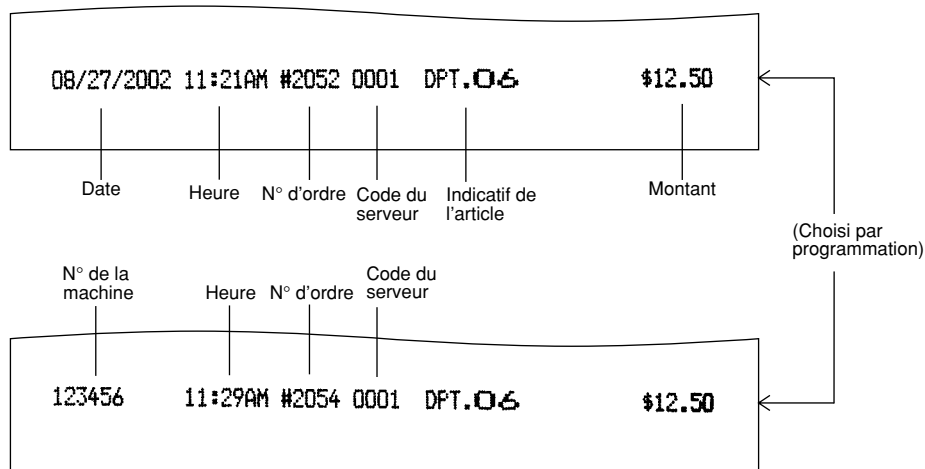 08/27/2002 11:21AM #2052 0001 DPT.06 $12.50
Date Heure N° d'ordre Code du serveur Indicatif de l'article Montant
(Choisi par programmation)
N° de la machine Heure N° d'ordre Code du serveur
123456 11:29AM #2054 0001 DPT.06 $12.50